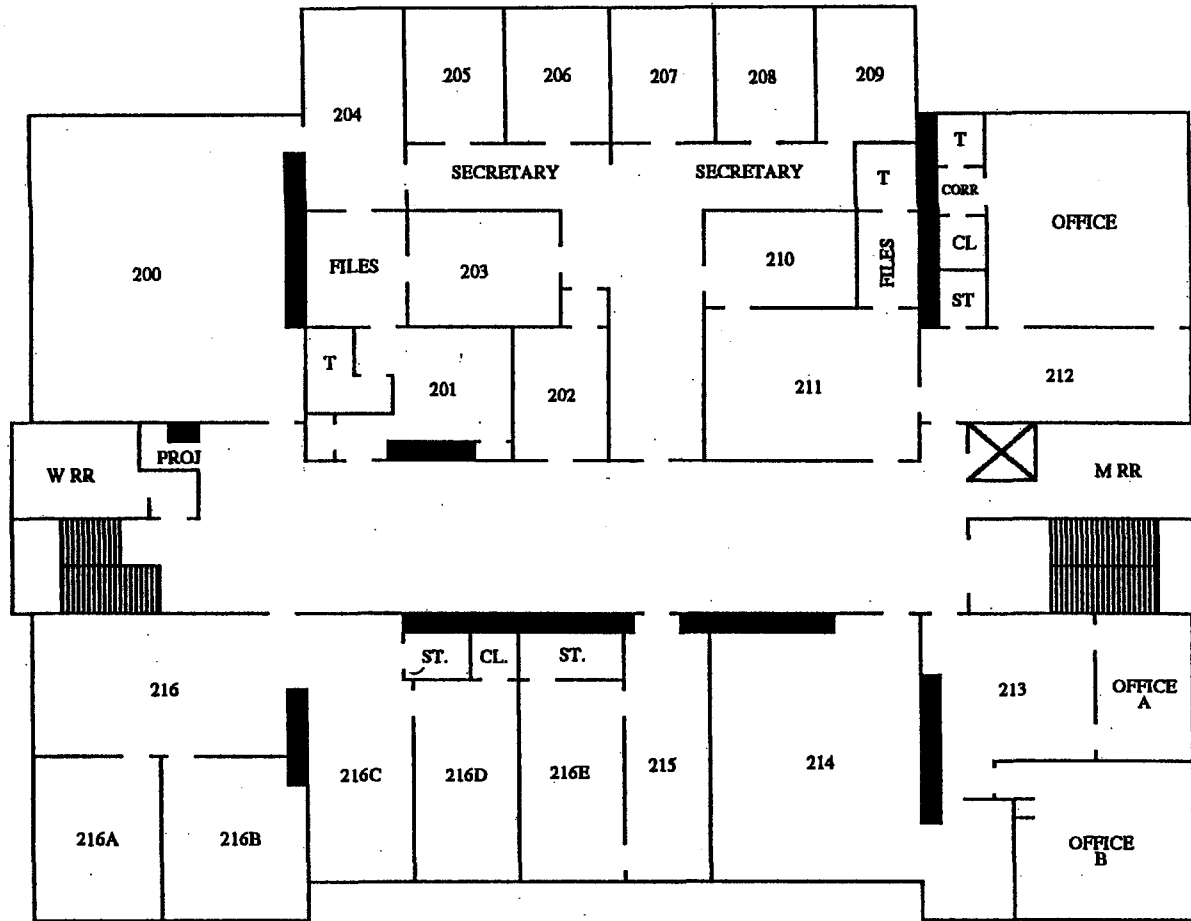 205
206
207
208
209
204
T
SECRETARY
SECRETARY
T
CORR
OFFICE
200
FILES
203
210
FILES
CL
ST
T
201
202
211
212
W RR
PROJ
M RR
ST.
CL.
ST.
216
213
OFFICE
A
216C
216D
216E
215
214
216A
216B
OFFICE
B